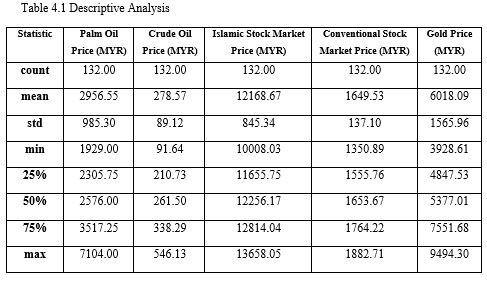 Table 4.1 Descriptive Analysis
Statistic Palm Oil Price (MYR) Crude Oil Price (MYR) Islamic Stock Market Price (MYR) Conventional Stock Market Price (MYR) Gold Price (MYR)
count 132.00 132.00 132.00 132.00 132.00
mean 2956.55 278.57 12168.67 1649.53 6018.09
std 985.30 89.12 845.34 137.10 1565.96
min 1929.00 91.64 10008.03 1350.89 3928.61
25% 2305.75 210.73 11655.75 1555.76 4847.53
50% 2576.00 261.50 12256.17 1653.67 5377.01
75% 3517.25 338.29 12814.04 1764.22 7551.68
max 7104.00 546.13 13658.05 1882.71 9494.30